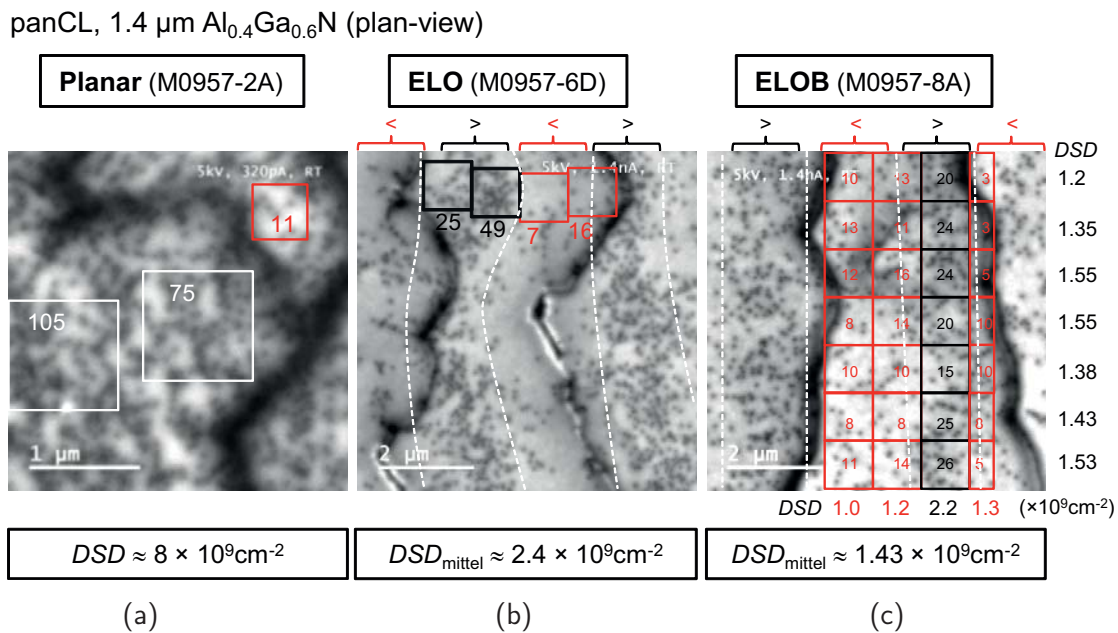 panCL, 1.4 µm Al0.4Ga0.6N (plan-view)
Planar (M0957-2A)
ELO (M0957-6D)
ELOB (M0957-8A)
< > < >
> < > <
5kV, 320pA, RT
11
75
105
1 µm
25 49 7 16
2 µm
5kV, 1.4nA, RT
2 µm
DSD
10 13 20 3 1.2
24 3 1.35
12 16 24 5 1.55
8 20 10 1.55
10 10 15 10 1.38
8 8 25 8 1.43
11 14 26 5 1.53
DSD 1.0 1.2 2.2 1.3 (×10⁹cm⁻²)
DSD ≈ 8 × 10⁹cm⁻²
DSDmittel ≈ 2.4 × 10⁹cm⁻²
DSDmittel ≈ 1.43 × 10⁹cm⁻²
(a)
(b)
(c)